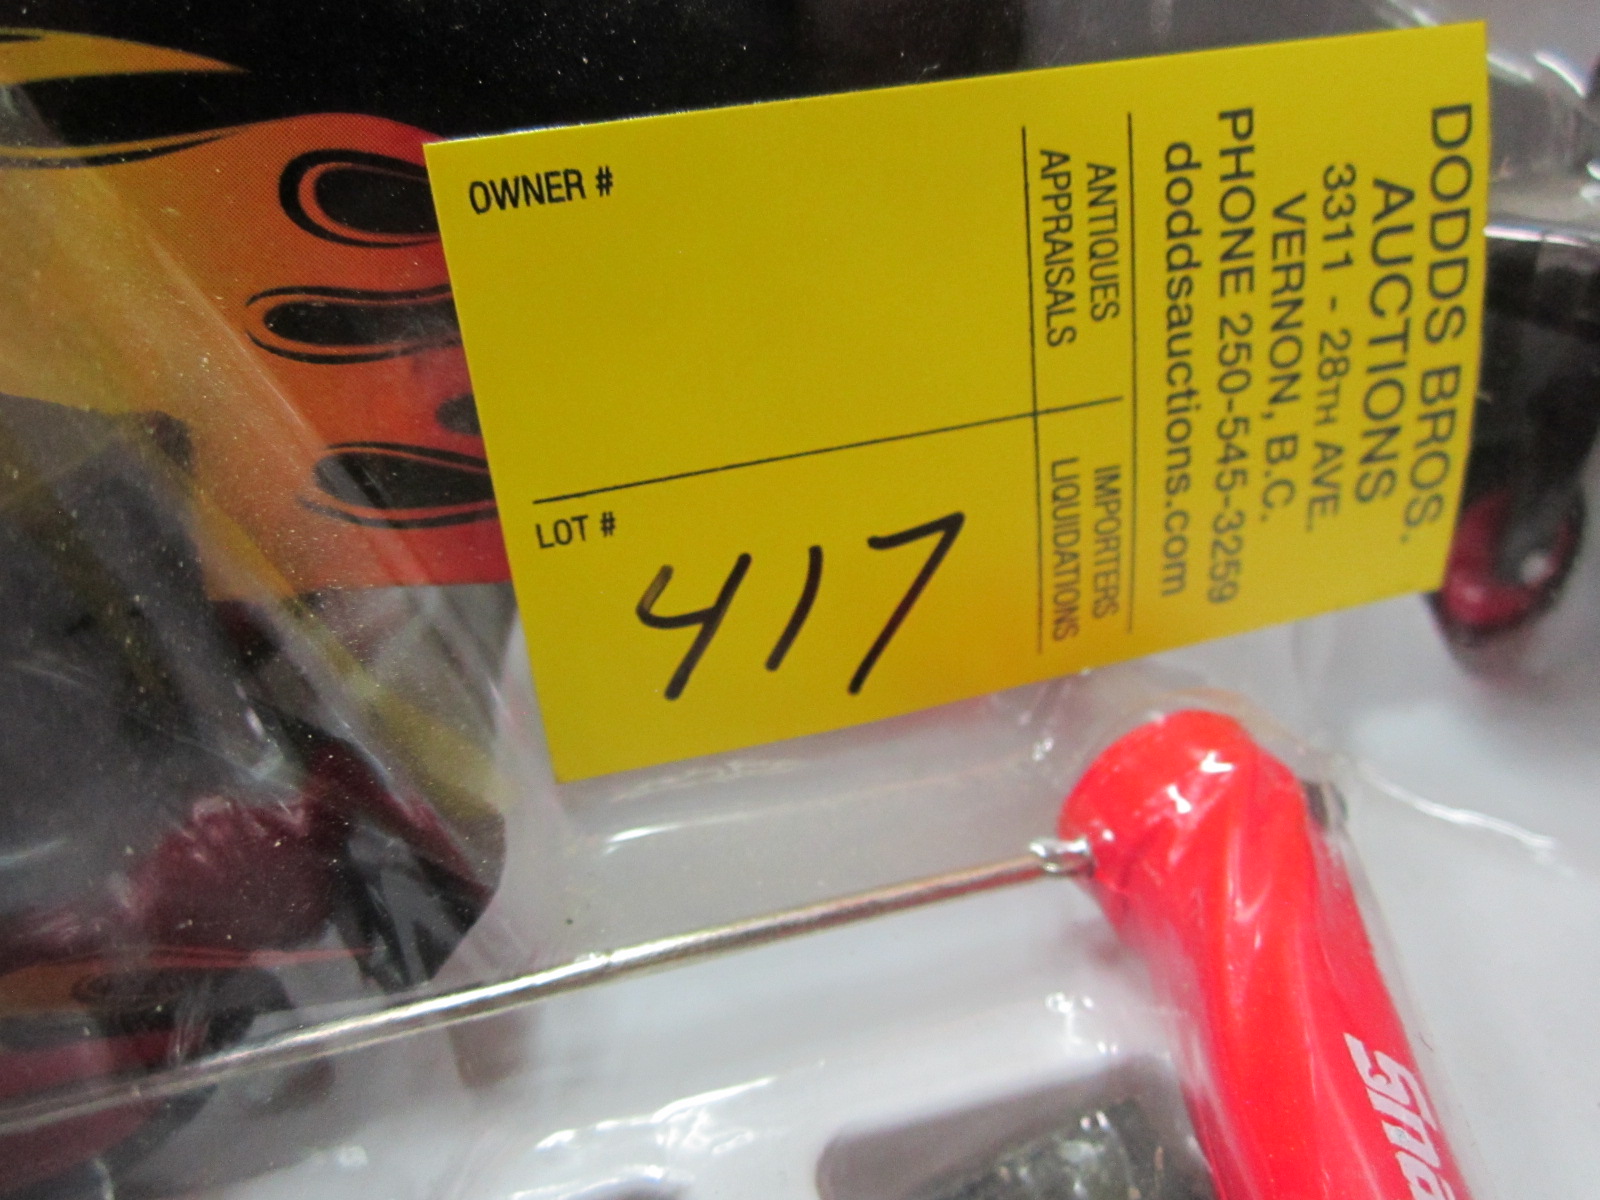 OWNER #
LOT #
417
DODDS BROS.
AUCTIONS
3311 - 28TH AVE.
VERNON, B.C.
PHONE 250-545-3259
doddsauctions.com
ANTIQUES
APPRAISALS
IMPORTERS
LIQUIDATIONS
Sna